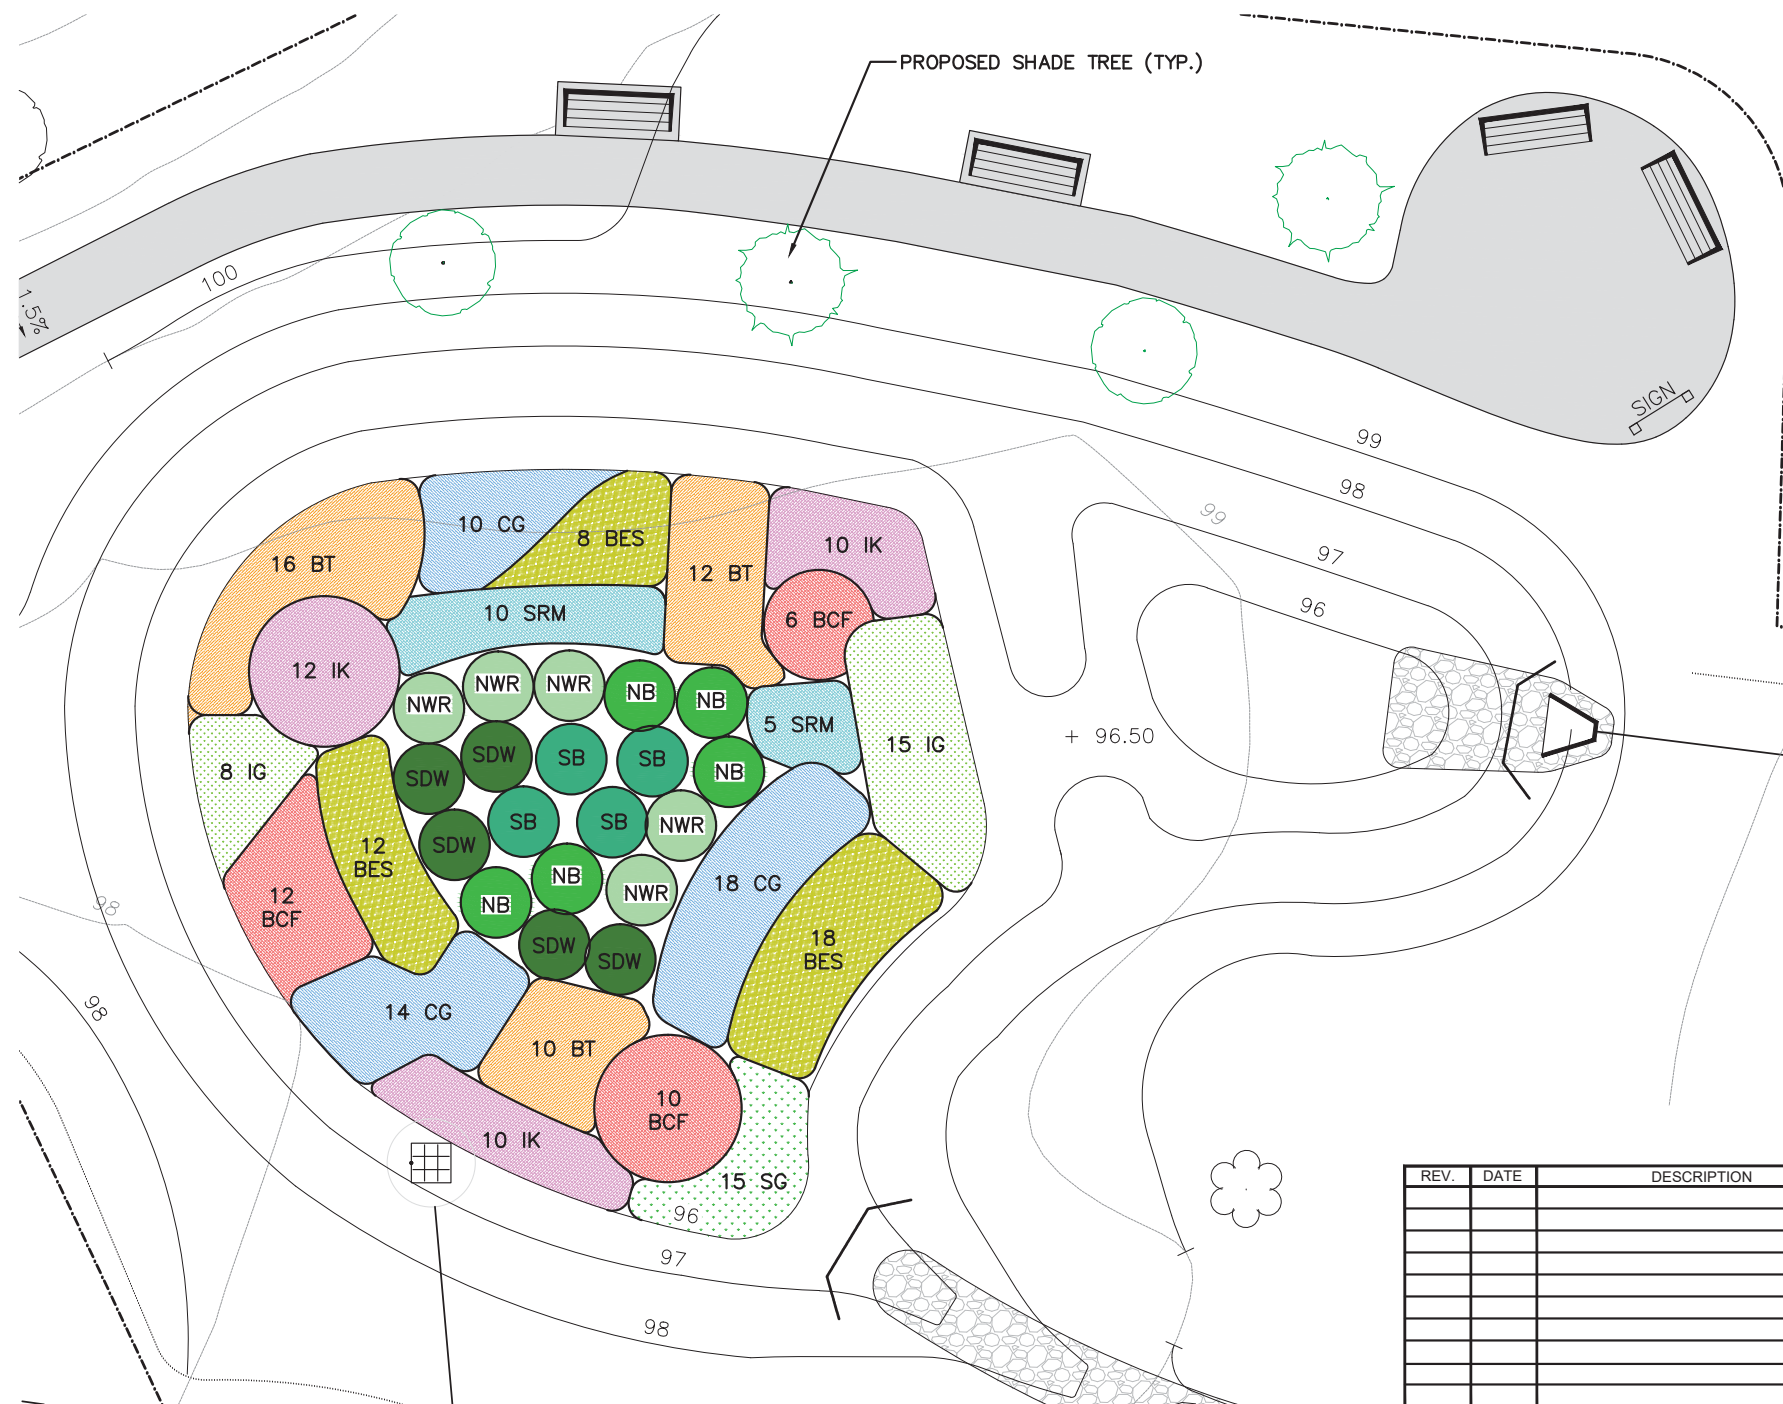 PROPOSED SHADE TREE (TYP.)
100
1.5%
SIGN
99
98
99
97
96
10 CG
8 BES
16 BT
12 BT
10 IK
10 SRM
6 BCF
12 IK
NWR
NWR
NWR
NB
NB
5 SRM
15 IG
+ 96.50
8 IG
SDW
SDW
SB
SB
NB
SDW
SB
SB
NWR
12
BES
NB
NB
NWR
18 CG
12
BCF
98
SDW
SDW
18
BES
98
14 CG
10 BT
10
BCF
10 IK
15 SG
96
97
98
REV.
DATE
DESCRIPTION